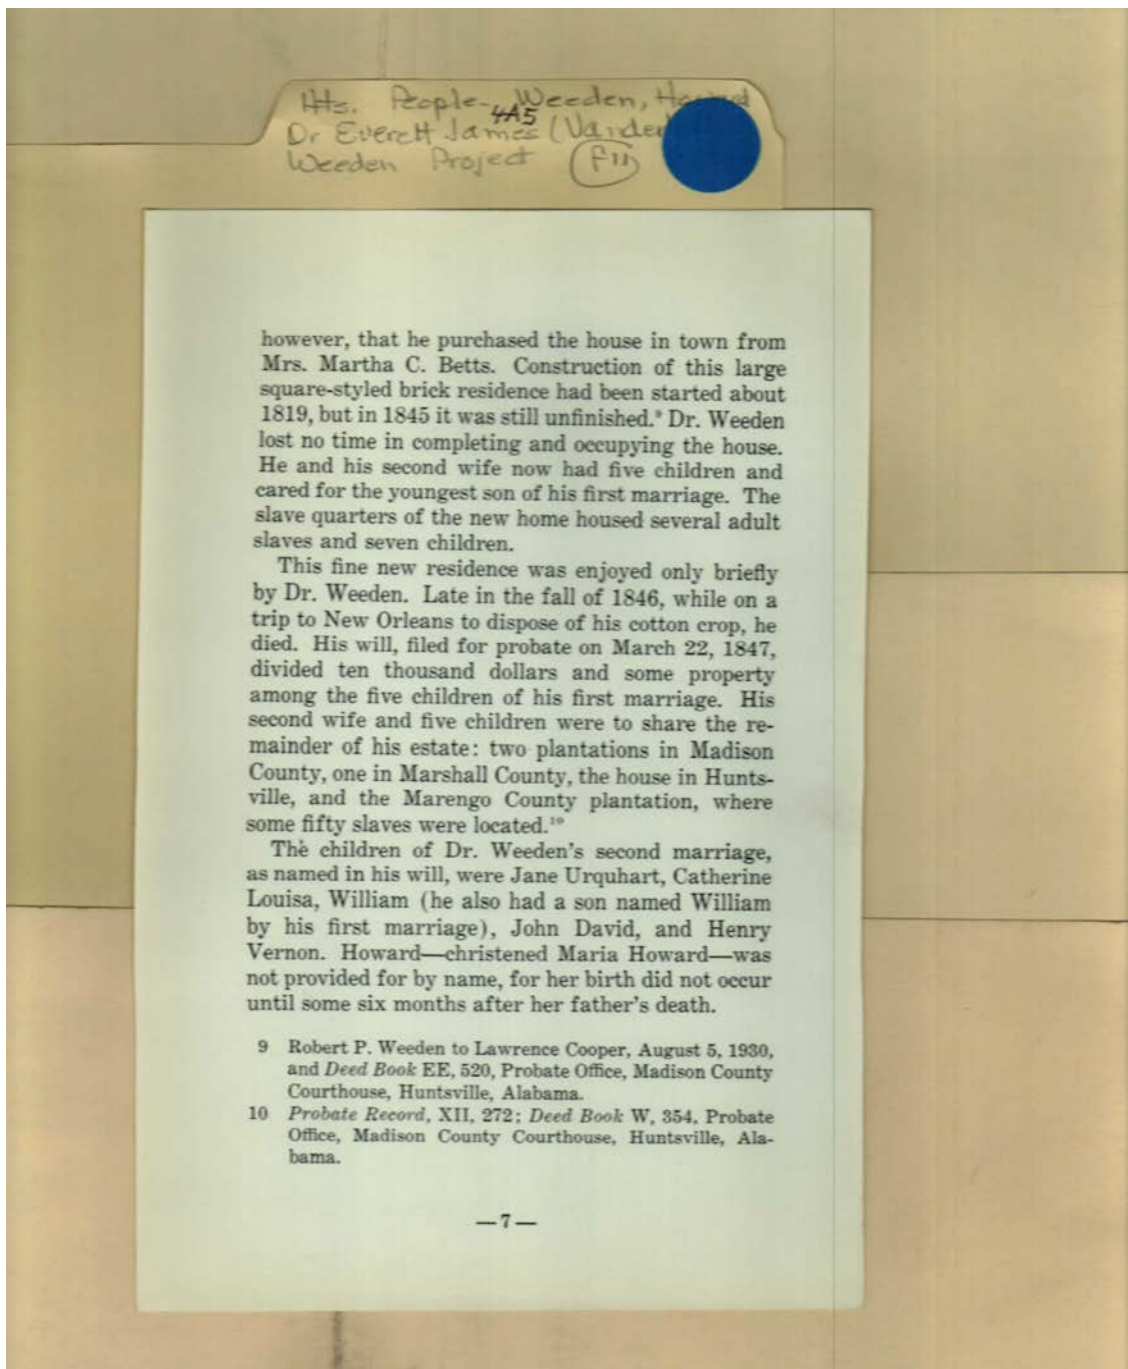 Hts. People- Weeden, Howard
4A5
Dr Everett James (Vander
Weeden Project F11
however, that he purchased the house in town from
Mrs. Martha C. Betts. Construction of this large
square-styled brick residence had been started about
1819, but in 1845 it was still unfinished.⁹ Dr. Weeden
lost no time in completing and occupying the house.
He and his second wife now had five children and
cared for the youngest son of his first marriage. The
slave quarters of the new home housed several adult
slaves and seven children.
This fine new residence was enjoyed only briefly
by Dr. Weeden. Late in the fall of 1846, while on a
trip to New Orleans to dispose of his cotton crop, he
died. His will, filed for probate on March 22, 1847,
divided ten thousand dollars and some property
among the five children of his first marriage. His
second wife and five children were to share the re-
mainder of his estate: two plantations in Madison
County, one in Marshall County, the house in Hunts-
ville, and the Marengo County plantation, where
some fifty slaves were located.¹⁰
The children of Dr. Weeden's second marriage,
as named in his will, were Jane Urquhart, Catherine
Louisa, William (he also had a son named William
by his first marriage), John David, and Henry
Vernon. Howard—christened Maria Howard—was
not provided for by name, for her birth did not occur
until some six months after her father's death.
9 Robert P. Weeden to Lawrence Cooper, August 5, 1930,
and Deed Book EE, 520, Probate Office, Madison County
Courthouse, Huntsville, Alabama.
10 Probate Record, XII, 272; Deed Book W, 354, Probate
Office, Madison County Courthouse, Huntsville, Ala-
bama.
—7—